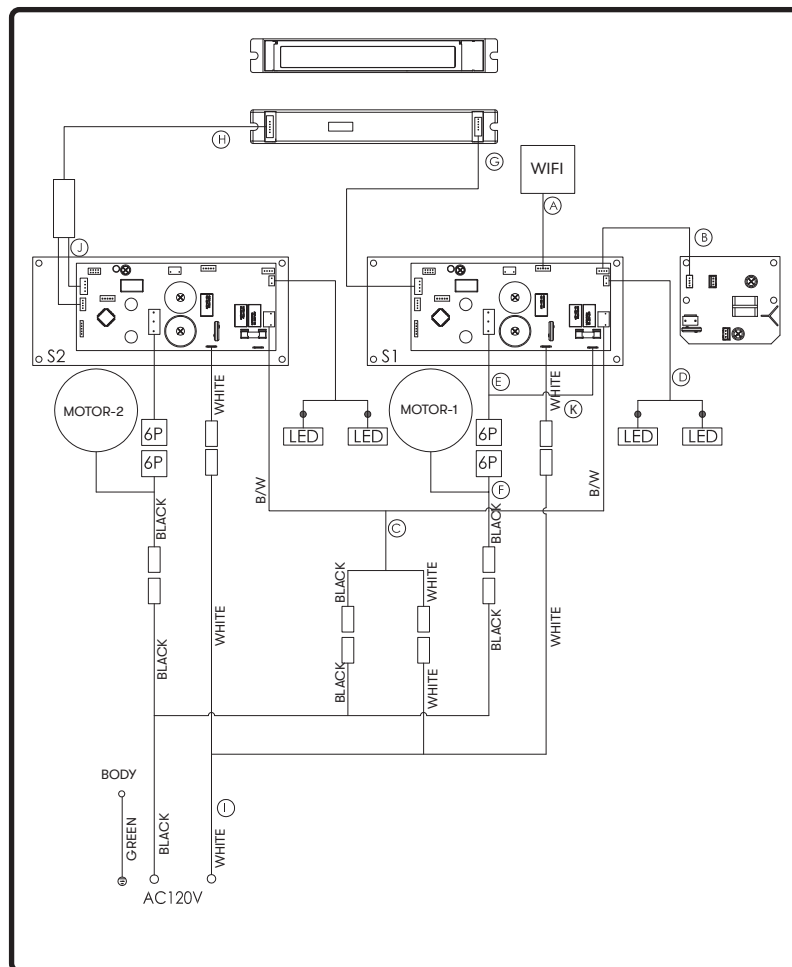 H
G
WIFI
A
B
J
S2
S1
E
K
D
MOTOR-2
MOTOR-1
WHITE
WHITE
6P
6P
6P
6P
LED
LED
LED
LED
B/W
B/W
F
C
BLACK
BLACK
BLACK
WHITE
BLACK
WHITE
BLACK
WHITE
BLACK
WHITE
BODY
GREEN
BLACK
I
WHITE
AC120V